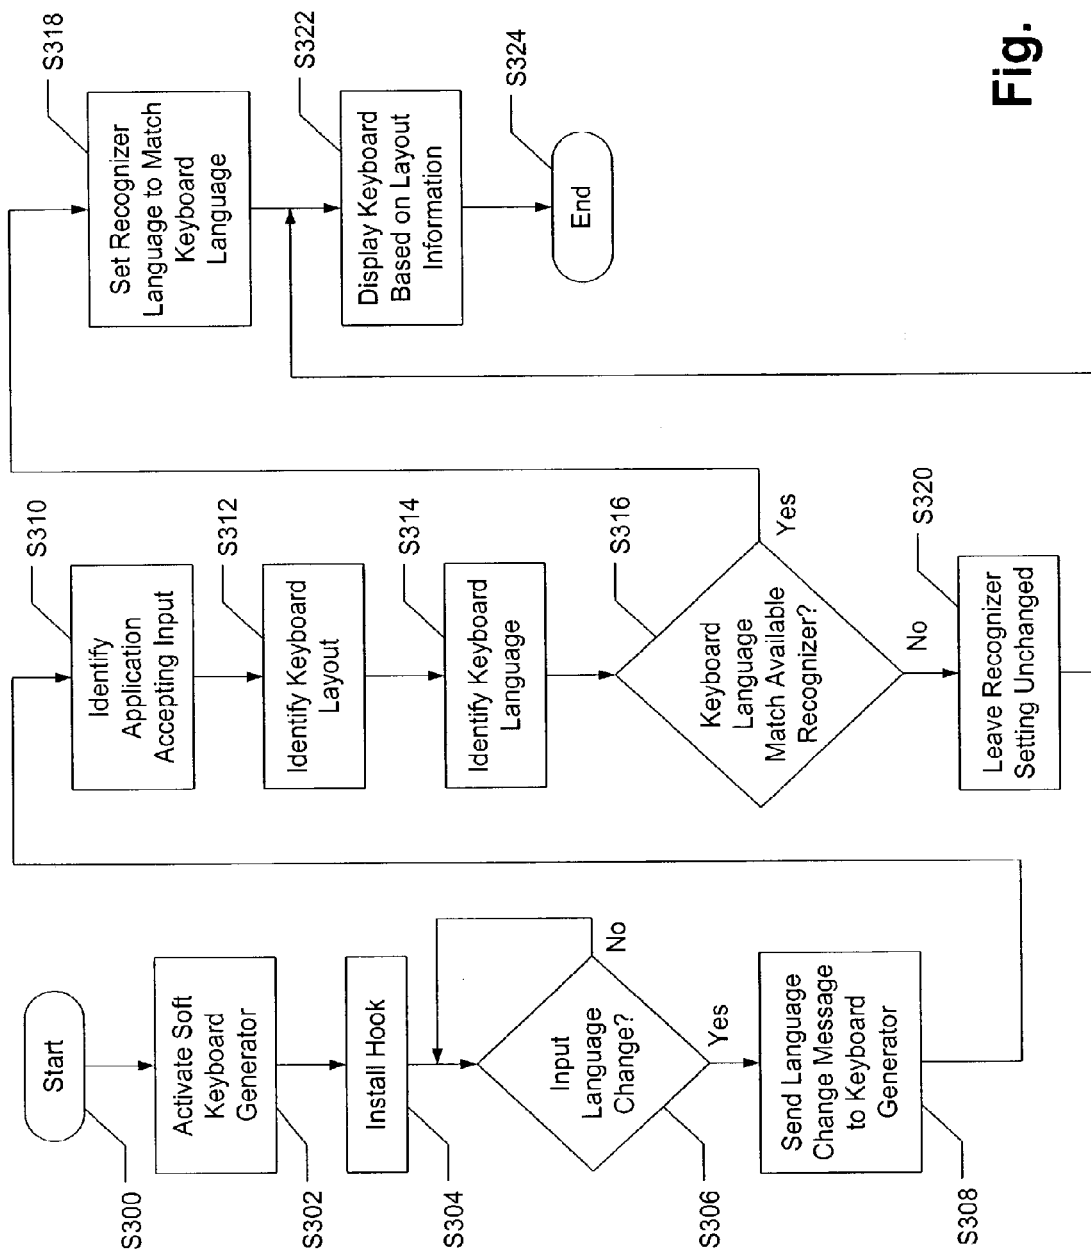 Start
S300
Activate Soft
Keyboard
Generator
S302
Install Hook
S304
Input
Language
Change?
No
Yes
S306
Send Language
Change Message
to Keyboard
Generator
S308
S310
Identify
Application
Accepting Input
S312
Identify Keyboard
Layout
S314
Identify Keyboard
Language
S316
Keyboard
Language
Match Available
Recognizer?
Yes
No
S320
Leave Recognizer
Setting Unchanged
S318
Set Recognizer
Language to Match
Keyboard
Language
S322
Display Keyboard
Based on Layout
Information
S324
End
Fig.